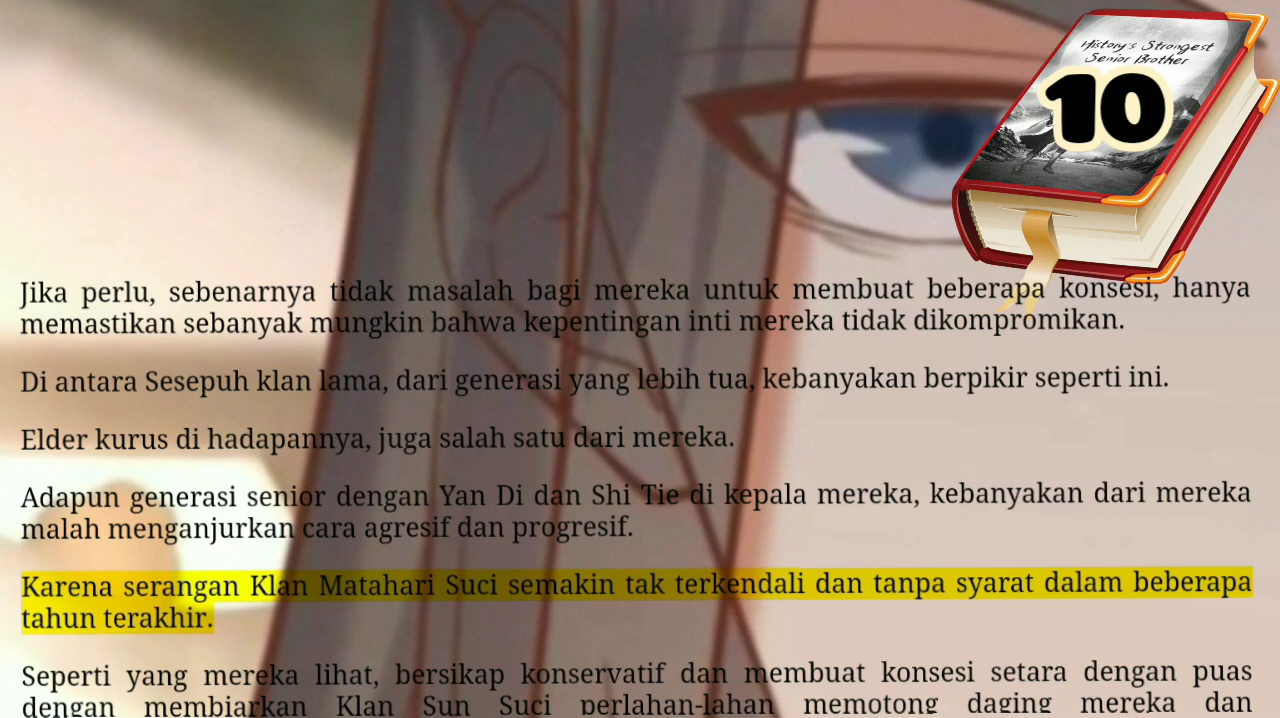 History's Strongest
Senior Brother
10
Jika perlu, sebenarnya tidak masalah bagi mereka untuk membuat beberapa konsesi, hanya
memastikan sebanyak mungkin bahwa kepentingan inti mereka tidak dikompromikan.
Di antara Sesepuh klan lama, dari generasi yang lebih tua, kebanyakan berpikir seperti ini.
Elder kurus di hadapannya, juga salah satu dari mereka.
Adapun generasi senior dengan Yan Di dan Shi Tie di kepala mereka, kebanyakan dari mereka
malah menganjurkan cara agresif dan progresif.
Karena serangan Klan Matahari Suci semakin tak terkendali dan tanpa syarat dalam beberapa
tahun terakhir.
Seperti yang mereka lihat, bersikap konservatif dan membuat konsesi setara dengan puas
dengan membiarkan Klan Sun Suci perlahan-lahan memotong daging mereka dan